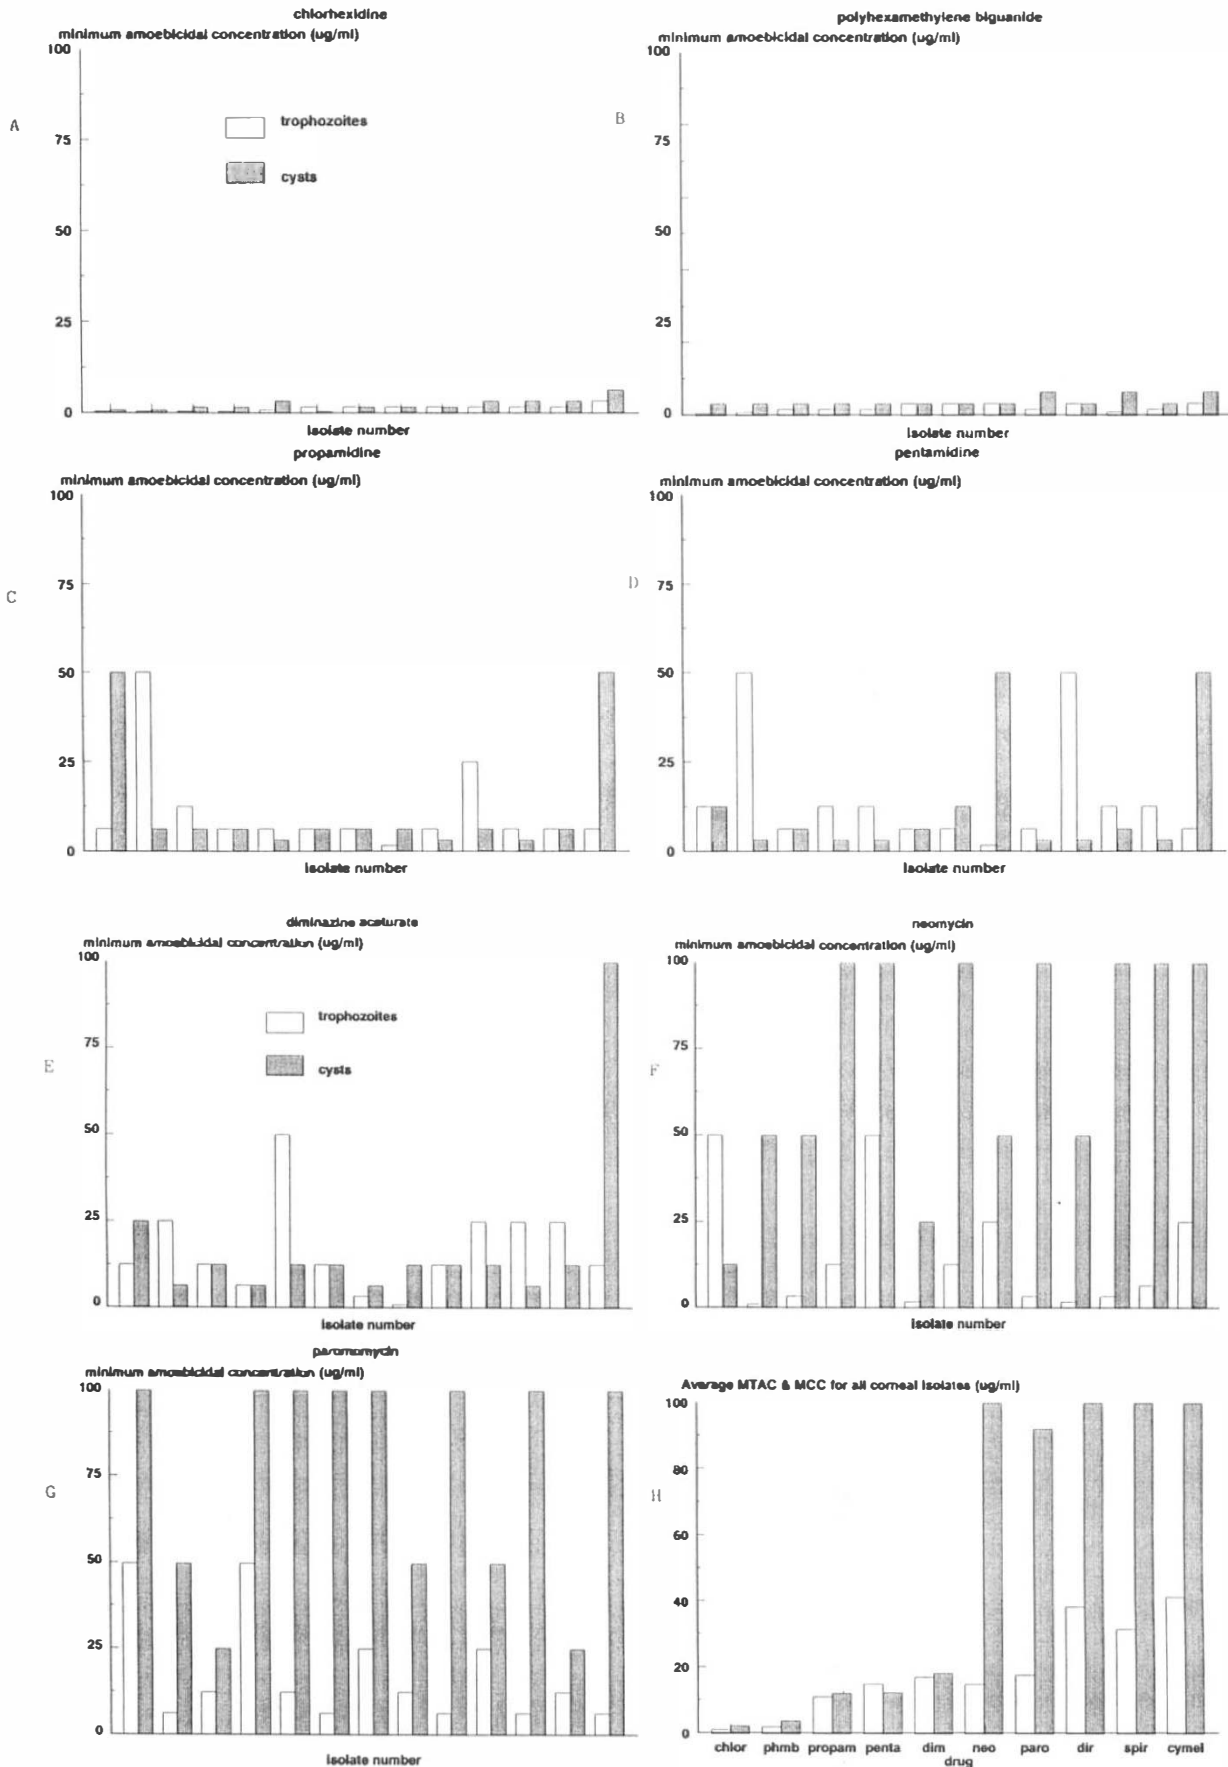 chlorhexidine
minimum amoebicidal concentration (ug/ml)
100
75
50
25
0
A
trophozoites
cysts
Isolate number
polyhexamethylene biguanide
minimum amoebicidal concentration (ug/ml)
100
75
50
25
0
B
Isolate number
propamidine
minimum amoebicidal concentration (ug/ml)
100
75
50
25
0
C
Isolate number
pentamidine
minimum amoebicidal concentration (ug/ml)
100
75
50
25
0
D
Isolate number
diminazine aceturate
minimum amoebicidal concentration (ug/ml)
100
75
50
25
0
E
trophozoites
cysts
Isolate number
neomycin
minimum amoebicidal concentration (ug/ml)
100
75
50
25
0
F
Isolate number
paromomycin
minimum amoebicidal concentration (ug/ml)
100
75
50
25
0
G
Isolate number
Average MTAC & MCC for all corneal Isolates (ug/ml)
100
80
60
40
20
0
H
chlor phmb propam penta dim neo paro dir spir cymel
drug